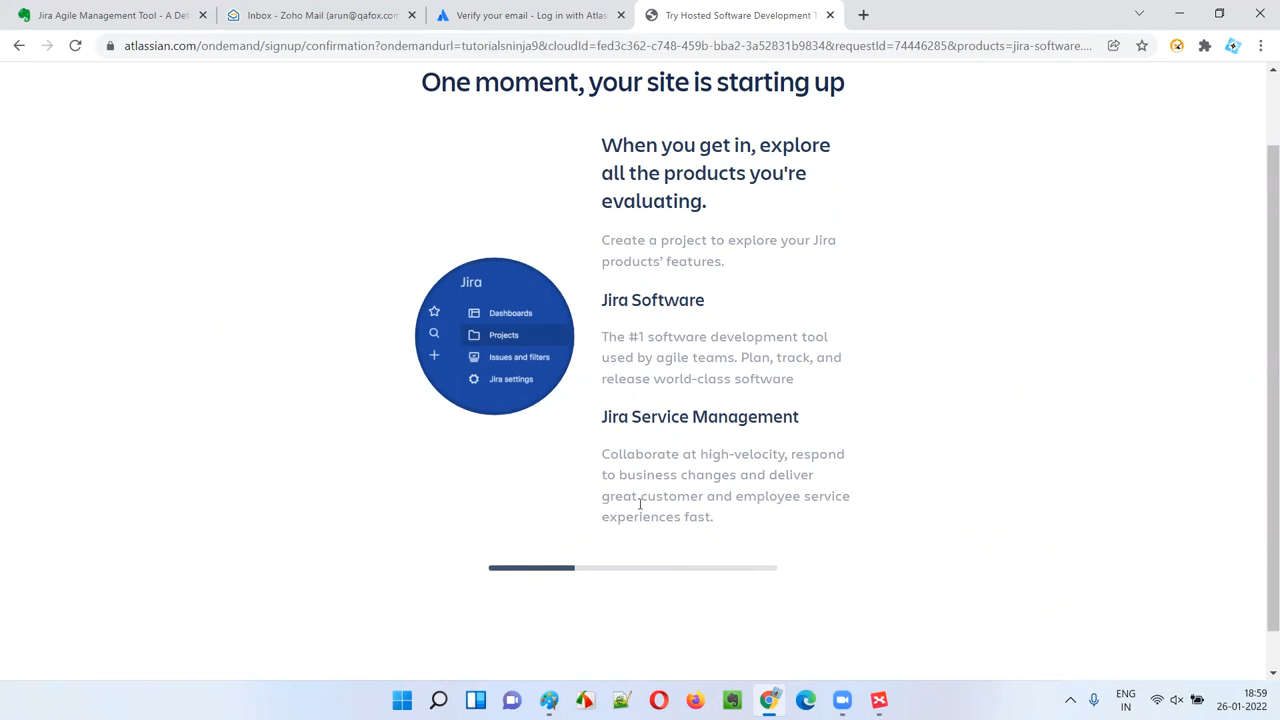 Jira Agile Management Tool - A Det
Inbox - Zoho Mail (arun@qafox.com
Verify your email - Log in with Atlas
Try Hosted Software Development T
atlassian.com/ondemand/signup/confirmation?ondemandurl=tutorialsninja9&cloudId=fed3c362-c748-459b-bba2-3a52831b9834&requestId=74446285&products=jira-software....
One moment, your site is starting up
When you get in, explore
all the products you're
evaluating.
Create a project to explore your Jira
products' features.
Jira
Dashboards
Projects
Issues and filters
Jira settings
Jira Software
The #1 software development tool
used by agile teams. Plan, track, and
release world-class software
Jira Service Management
Collaborate at high-velocity, respond
to business changes and deliver
great customer and employee service
experiences fast.
ENG
IN
18:59
26-01-2022